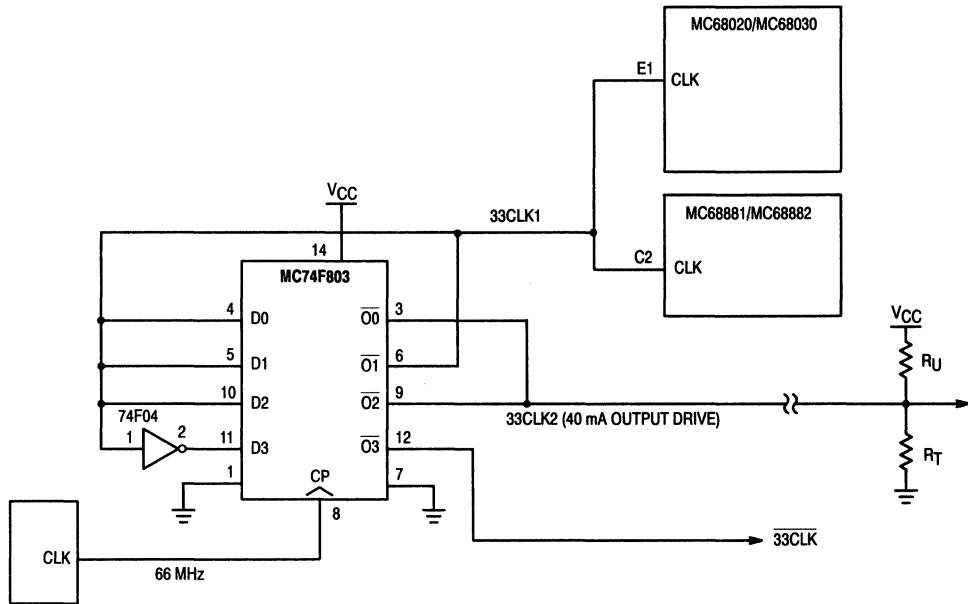 MC68020/MC68030
E1
CLK
VCC
33CLK1
MC68881/MC68882
C2
CLK
14
MC74F803
4
D0
O0
3
VCC
5
D1
O1
6
RU
10
D2
O2
9
74F04
33CLK2 (40 mA OUTPUT DRIVE)
1
2
11
D3
O3
12
RT
1
CP
7
8
CLK
66 MHz
33CLK